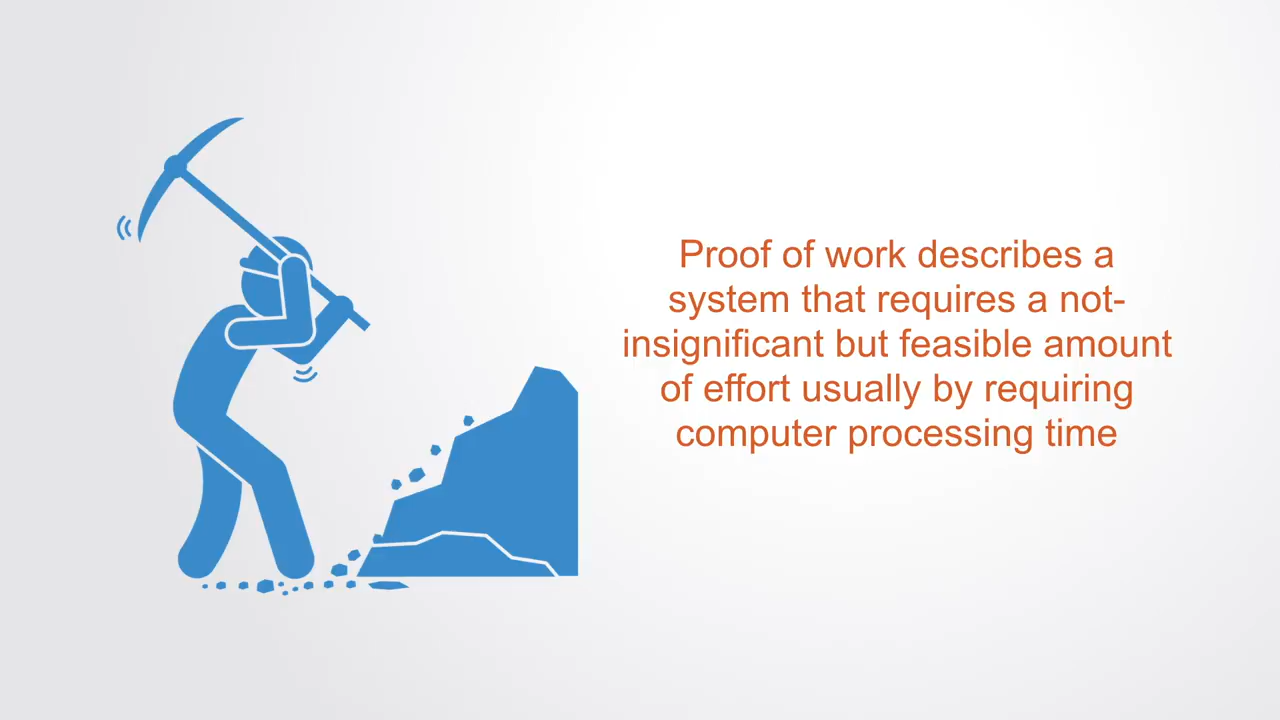 Proof of work describes a
system that requires a not-
insignificant but feasible amount
of effort usually by requiring
computer processing time